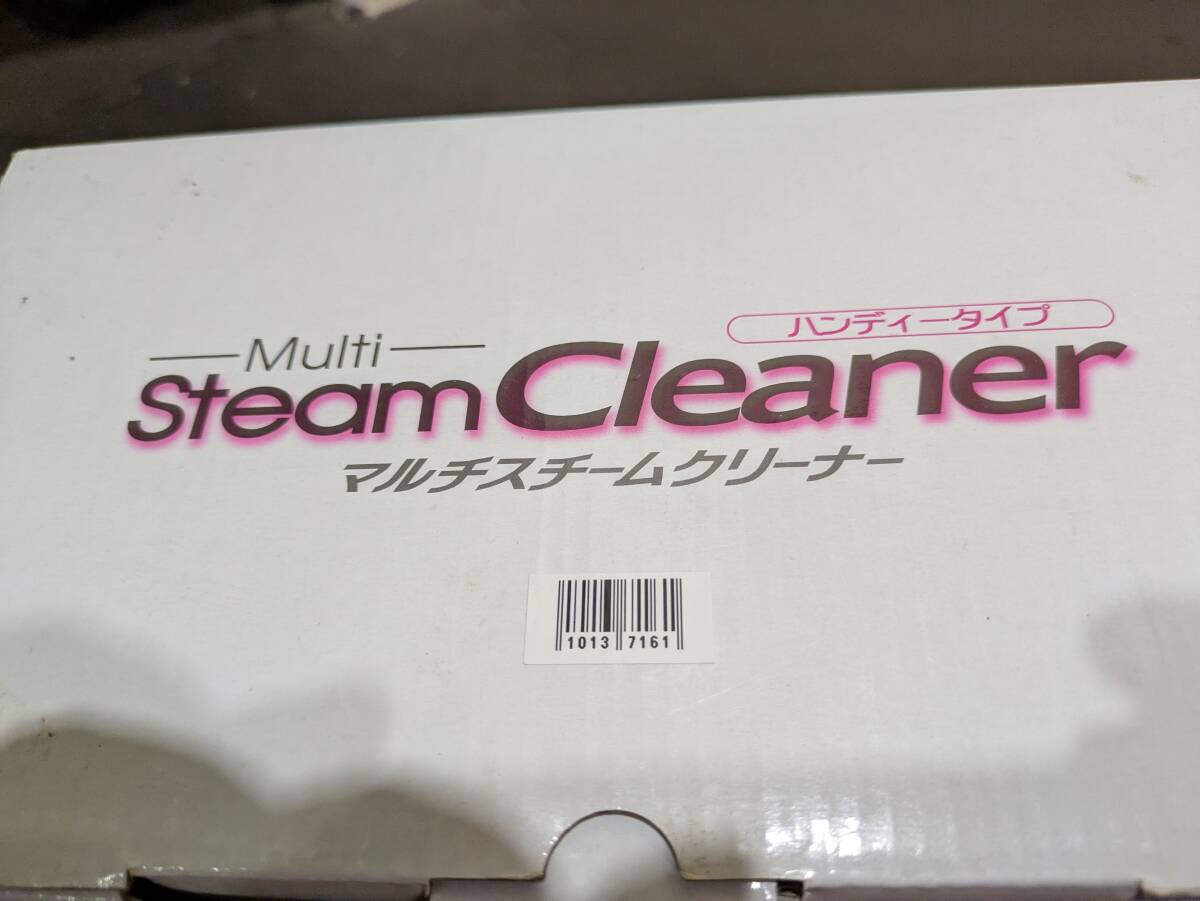 ハンディータイプ
Multi
Steam Cleaner
マルチスチームクリーナー
1013 7161